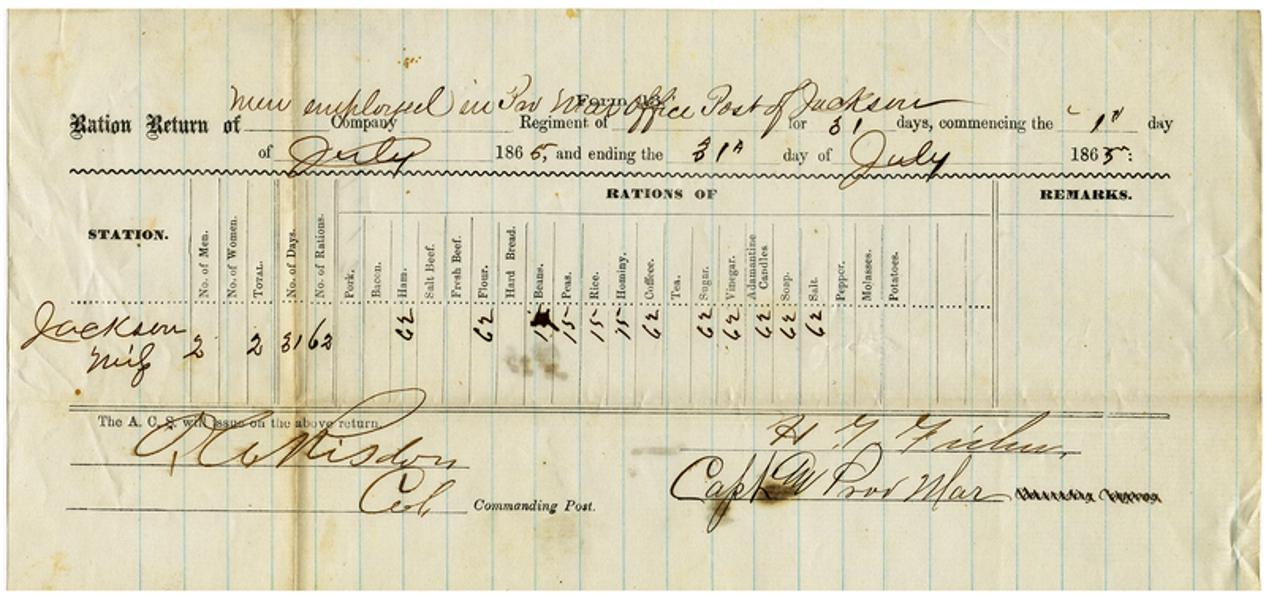 Form 13.
Men employed in Pro Mar office Post of Jackson
Ration Return of Company Regiment of for 31 days, commencing the 1st day
of July 1865, and ending the 31st day of July 1865:
RATIONS OF REMARKS.
STATION. No. of Men. No. of Women. TOTAL. No. of Days. No. of Rations. Pork. Bacon. Ham. Salt Beef. Fresh Beef. Flour. Hard Bread. Beans. Peas. Rice. Hominy. Coffee. Tea. Sugar. Vinegar. Adamantine Candles Soap. Salt. Pepper. Molasses. Potatoes.
Jackson 2 2 31 62 62 62 15 15 15 15 62 62 62 62 62 62
Miss
The A. C. S. will issue on the above return.
Risdon H
Col Commanding Post. Capt Prov Mar